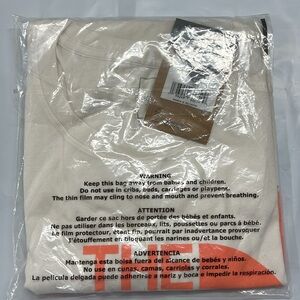 WARNING
Keep this bag away from babies and children.
Do not use in cribs, beds, carriages or playpens.
The thin film may cling to nose and mouth and prevent breathing.
ATTENTION
Garder ce sac hors de portée des bébés et enfants.
Ne pas utiliser dans les berceaux, lits, poussettes ou parcs à bébé.
Le film protecteur, étant fin, pourrait par inadvertance provoquer
l'étouffement en bloquant les narines ou/et la bouche.
ADVERTENCIA
Mantenga esta bolsa fuera del alcance de bebés y niños.
No use en cunas, camas, carriolas y corrales.
La película delgada puede adherirse a nariz y boca e impedir la respiración.